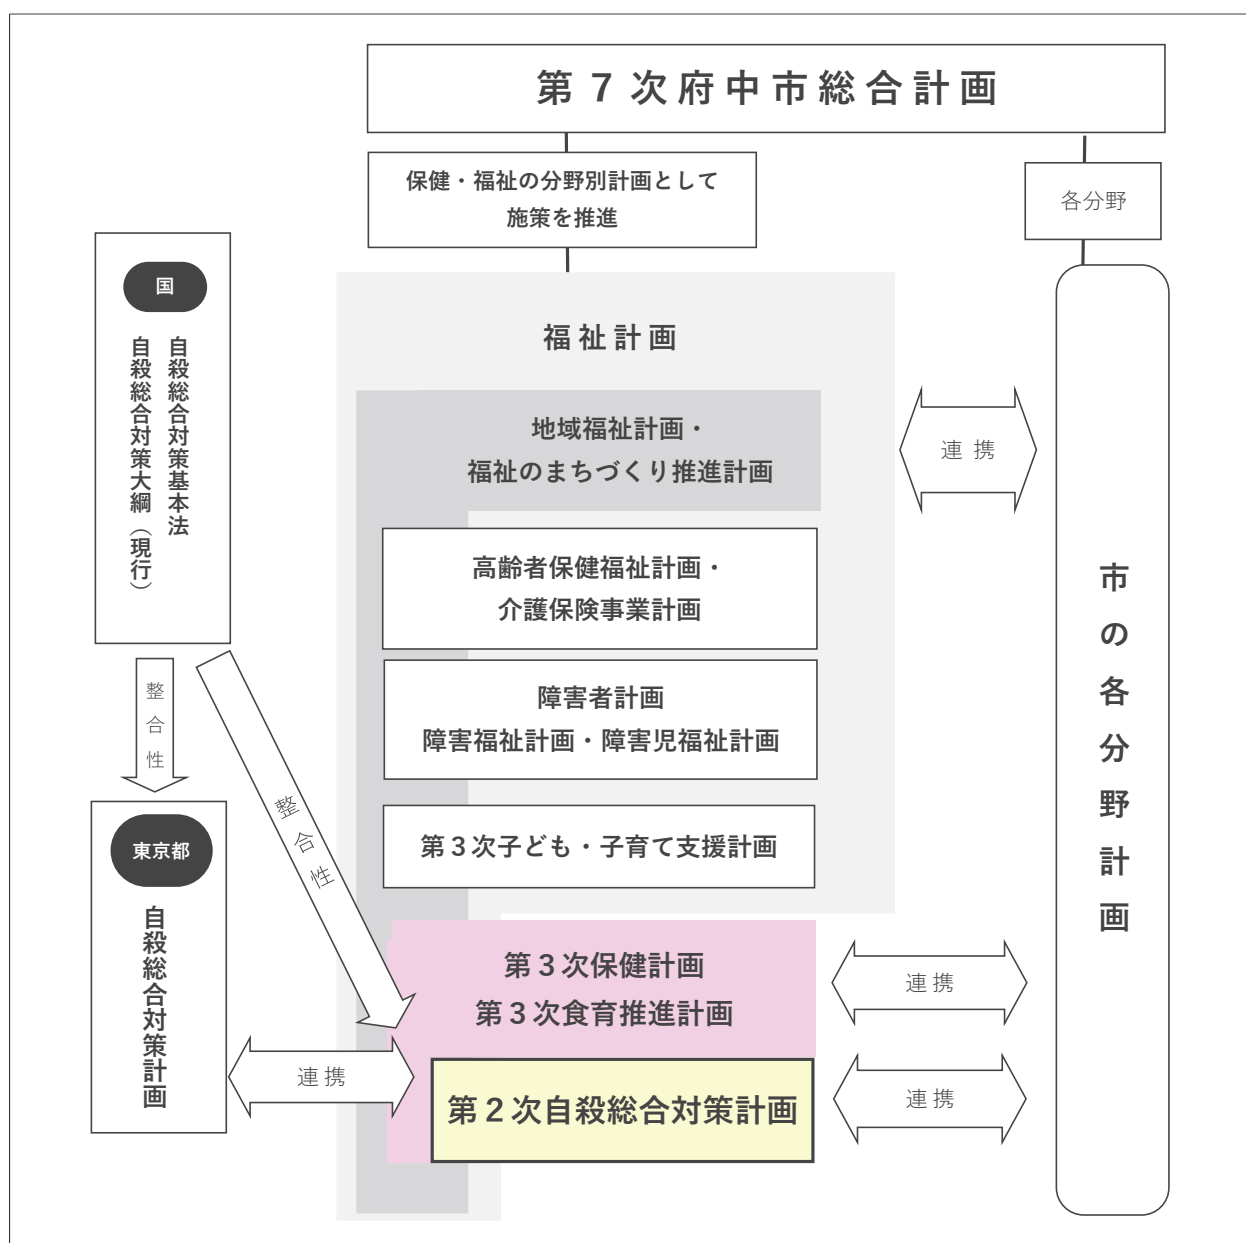 第７次府中市総合計画
保健・福祉の分野別計画として
施策を推進
各分野
国
自殺総合対策基本法
自殺総合対策大綱（現行）
福祉計画
地域福祉計画・
福祉のまちづくり推進計画
連携
高齢者保健福祉計画・
介護保険事業計画
障害者計画
障害福祉計画・障害児福祉計画
整合性
整合性
第３次子ども・子育て支援計画
東京都
自殺総合対策計画
第３次保健計画
第３次食育推進計画
連携
連携
第２次自殺総合対策計画
連携
市の各分野計画